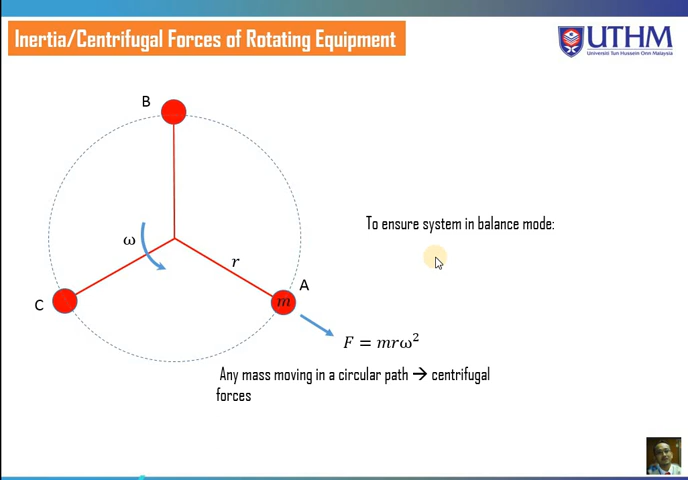 Inertia/Centrifugal Forces of Rotating Equipment
UTHM
Universiti Tun Hussein Onn Malaysia
B
To ensure system in balance mode:
ω
r
A
m
C
F = mrω²
Any mass moving in a circular path → centrifugal
forces